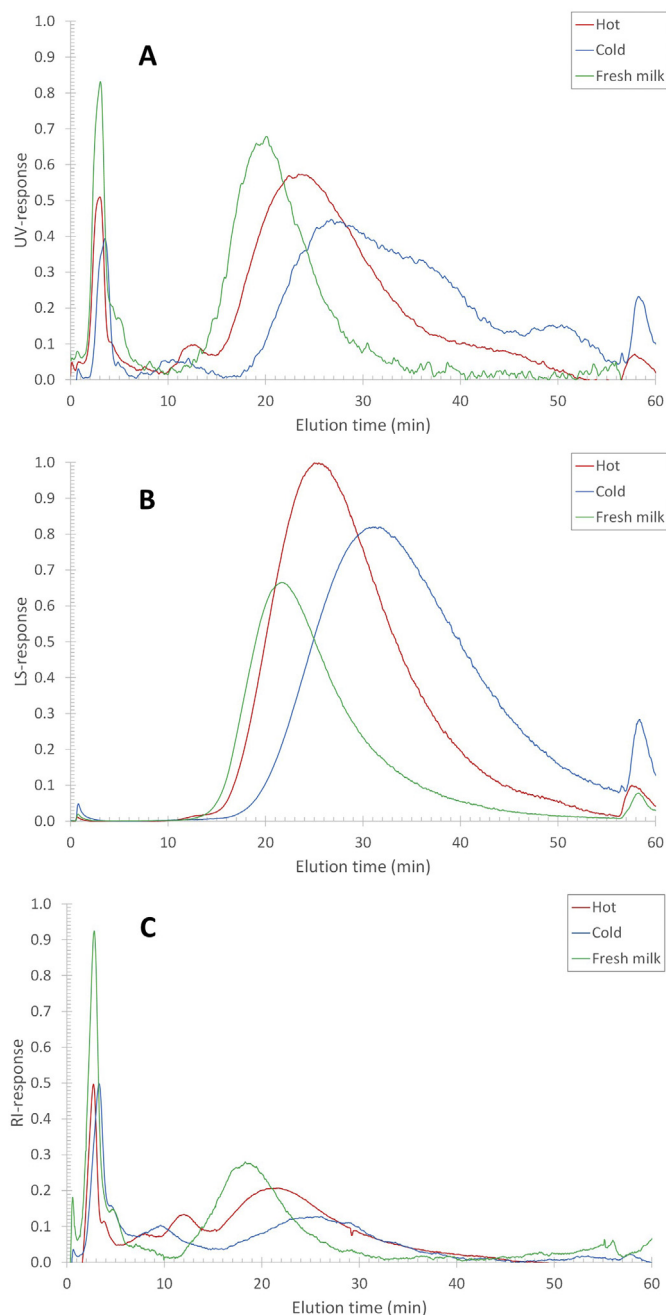 A
Hot
Cold
Fresh milk
1.0
0.9
0.8
0.7
0.6
0.5
0.4
0.3
0.2
0.1
0.0
UV-response
0 10 20 30 40 50 60
Elution time (min)
B
Hot
Cold
Fresh milk
1.0
0.9
0.8
0.7
0.6
0.5
0.4
0.3
0.2
0.1
0.0
LS-response
0 10 20 30 40 50 60
Elution time (min)
C
Hot
Cold
Fresh milk
1.0
0.9
0.8
0.7
0.6
0.5
0.4
0.3
0.2
0.1
0.0
RI-response
0 10 20 30 40 50 60
Elution time (min)